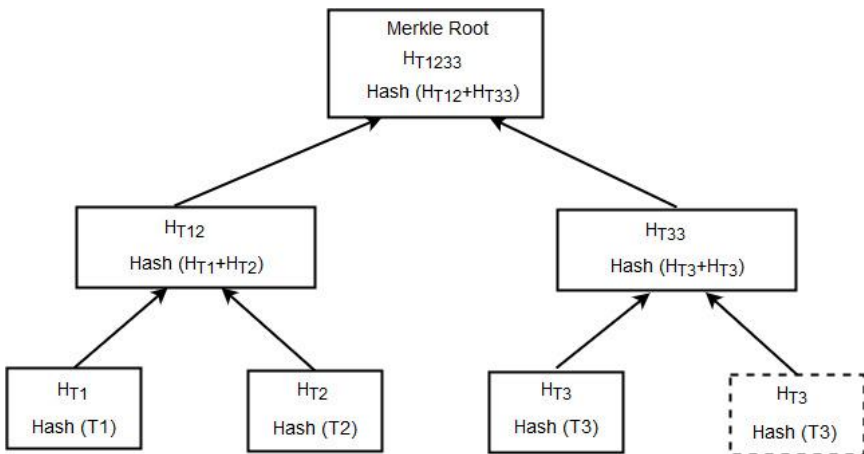 Merkle Root
HT1233
Hash (HT12+HT33)
HT12
Hash (HT1+HT2)
HT33
Hash (HT3+HT3)
HT1
Hash (T1)
HT2
Hash (T2)
HT3
Hash (T3)
HT3
Hash (T3)